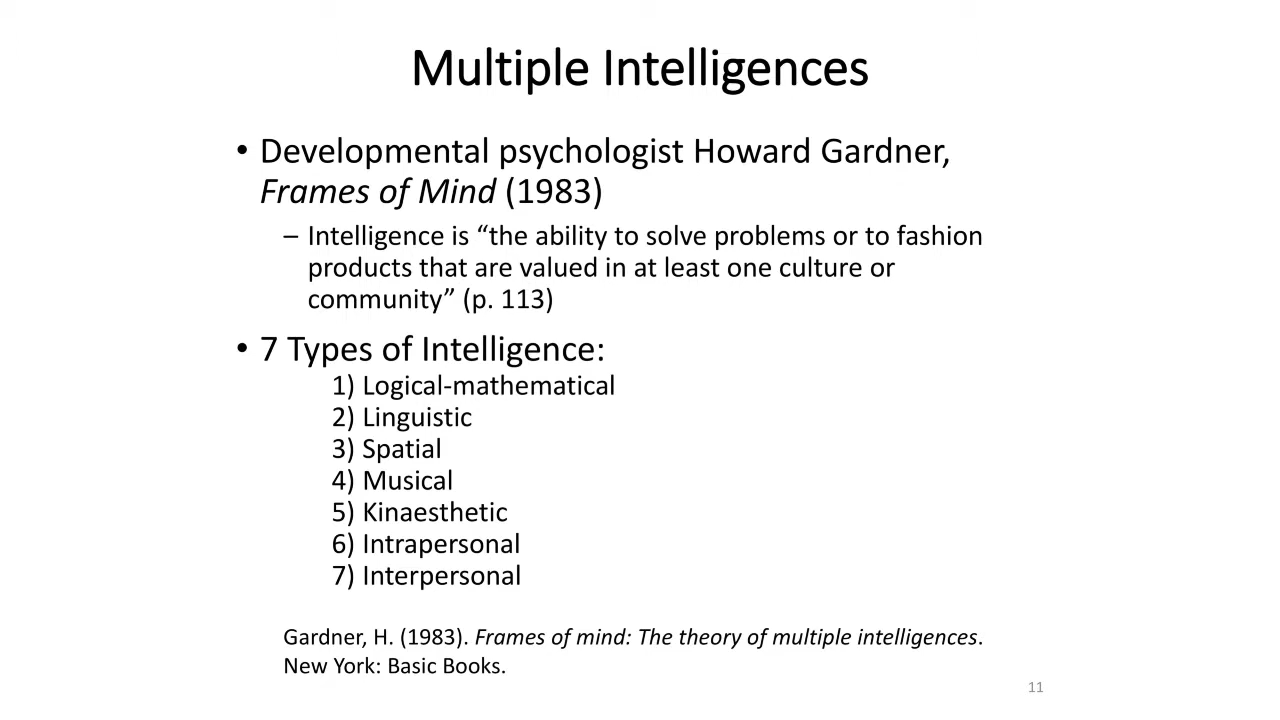 Multiple Intelligences
• Developmental psychologist Howard Gardner,
Frames of Mind (1983)
– Intelligence is “the ability to solve problems or to fashion
products that are valued in at least one culture or
community” (p. 113)
• 7 Types of Intelligence:
1) Logical-mathematical
2) Linguistic
3) Spatial
4) Musical
5) Kinaesthetic
6) Intrapersonal
7) Interpersonal
Gardner, H. (1983). Frames of mind: The theory of multiple intelligences.
New York: Basic Books.
11